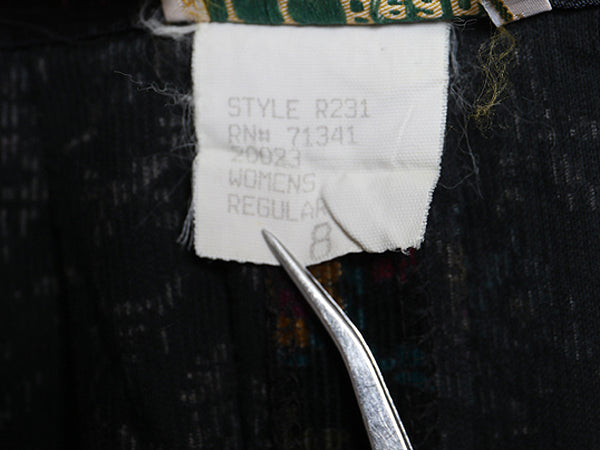 STYLE R231
RN# 71341
20023
WOMENS
REGULAR
8